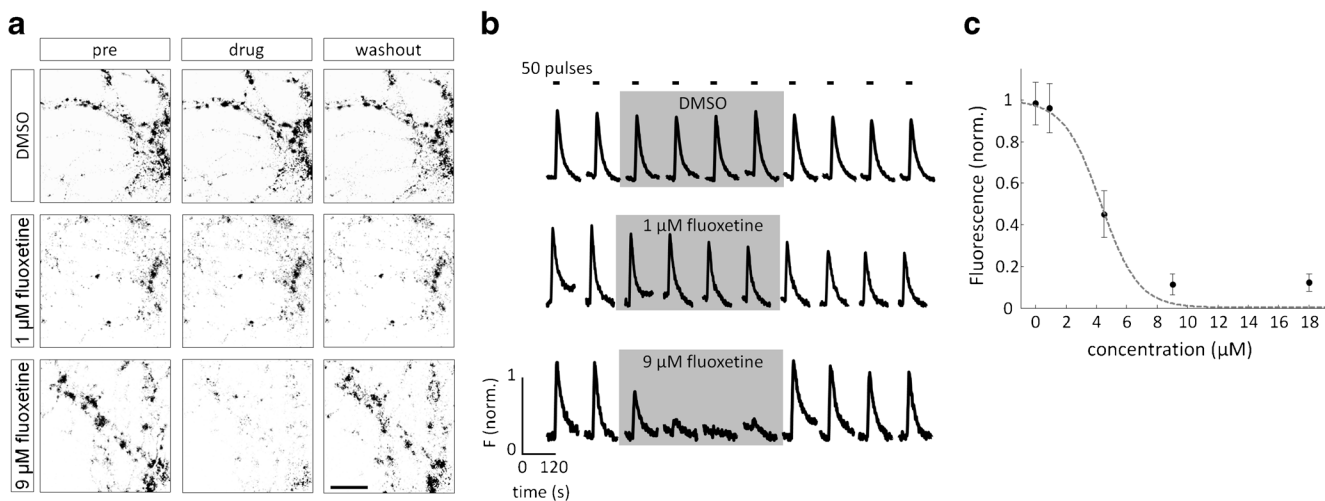 a
pre drug washout
DMSO
1 µM fluoxetine
9 µM fluoxetine
b
50 pulses
DMSO
1 µM fluoxetine
9 µM fluoxetine
1
0
F (norm.)
0 120
time (s)
c
1
0.8
0.6
0.4
0.2
0
Fluorescence (norm.)
0 2 4 6 8 10 12 14 16 18
concentration (µM)